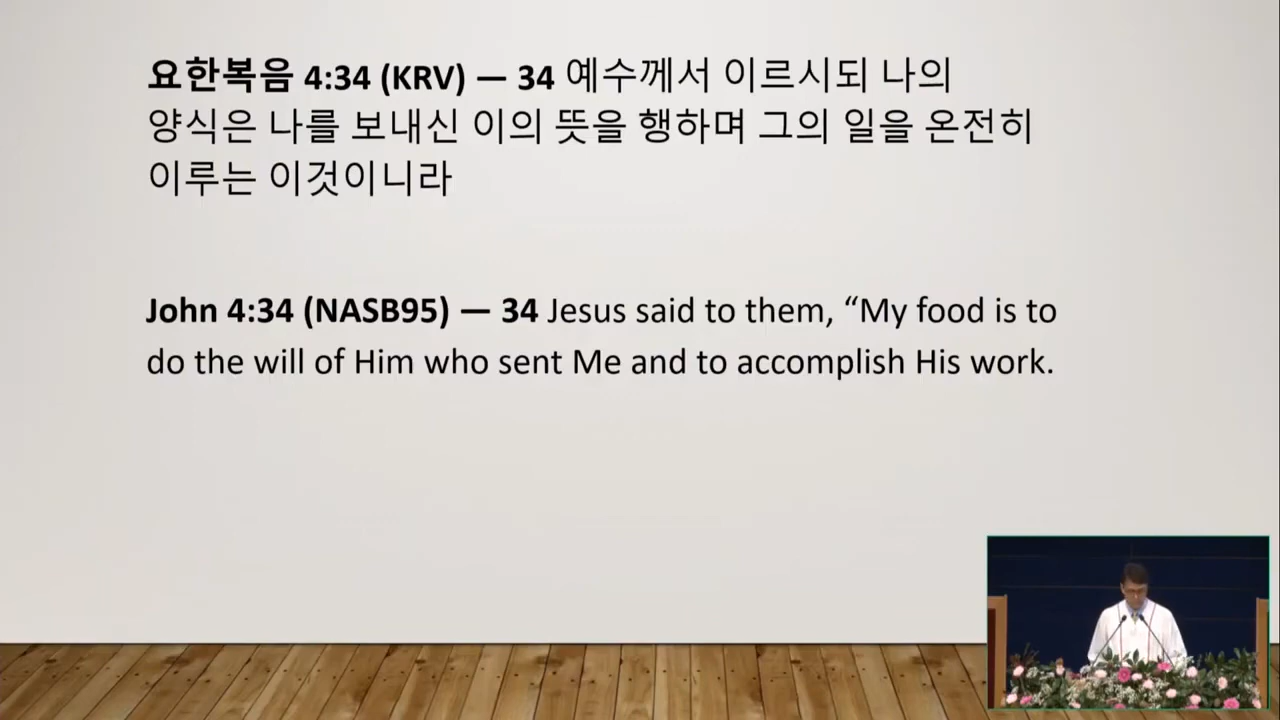 요한복음 4:34 (KRV) — 34 예수께서 이르시되 나의
양식은 나를 보내신 이의 뜻을 행하며 그의 일을 온전히
이루는 이것이니라
John 4:34 (NASB95) — 34 Jesus said to them, “My food is to
do the will of Him who sent Me and to accomplish His work.